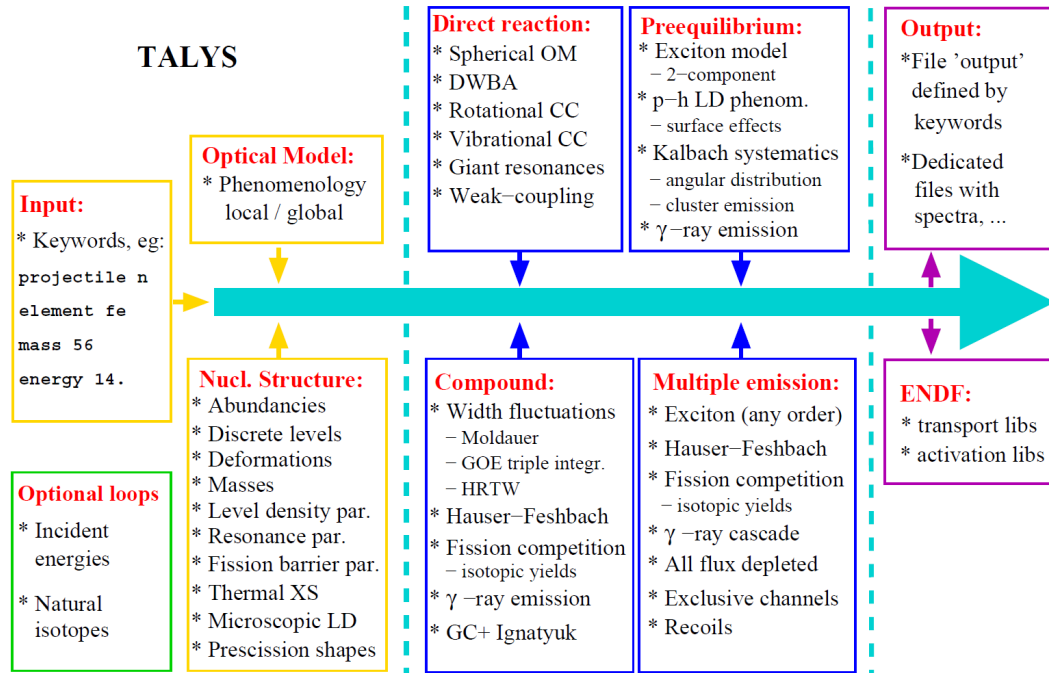 TALYS
Input:
* Keywords, eg:
projectile n
element fe
mass 56
energy 14.
Optional loops
* Incident
energies
* Natural
isotopes
Optical Model:
* Phenomenology
local / global
Nucl. Structure:
* Abundancies
* Discrete levels
* Deformations
* Masses
* Level density par.
* Resonance par.
* Fission barrier par.
* Thermal XS
* Microscopic LD
* Prescission shapes
Direct reaction:
* Spherical OM
* DWBA
* Rotational CC
* Vibrational CC
* Giant resonances
* Weak−coupling
Preequilibrium:
* Exciton model
− 2−component
* p−h LD phenom.
− surface effects
* Kalbach systematics
− angular distribution
− cluster emission
* γ−ray emission
Compound:
* Width fluctuations
− Moldauer
− GOE triple integr.
− HRTW
* Hauser−Feshbach
* Fission competition
− isotopic yields
* γ −ray emission
* GC+ Ignatyuk
Multiple emission:
* Exciton (any order)
* Hauser−Feshbach
* Fission competition
− isotopic yields
* γ −ray cascade
* All flux depleted
* Exclusive channels
* Recoils
Output:
*File ’output’
defined by
keywords
*Dedicated
files with
spectra, ...
ENDF:
* transport libs
* activation libs